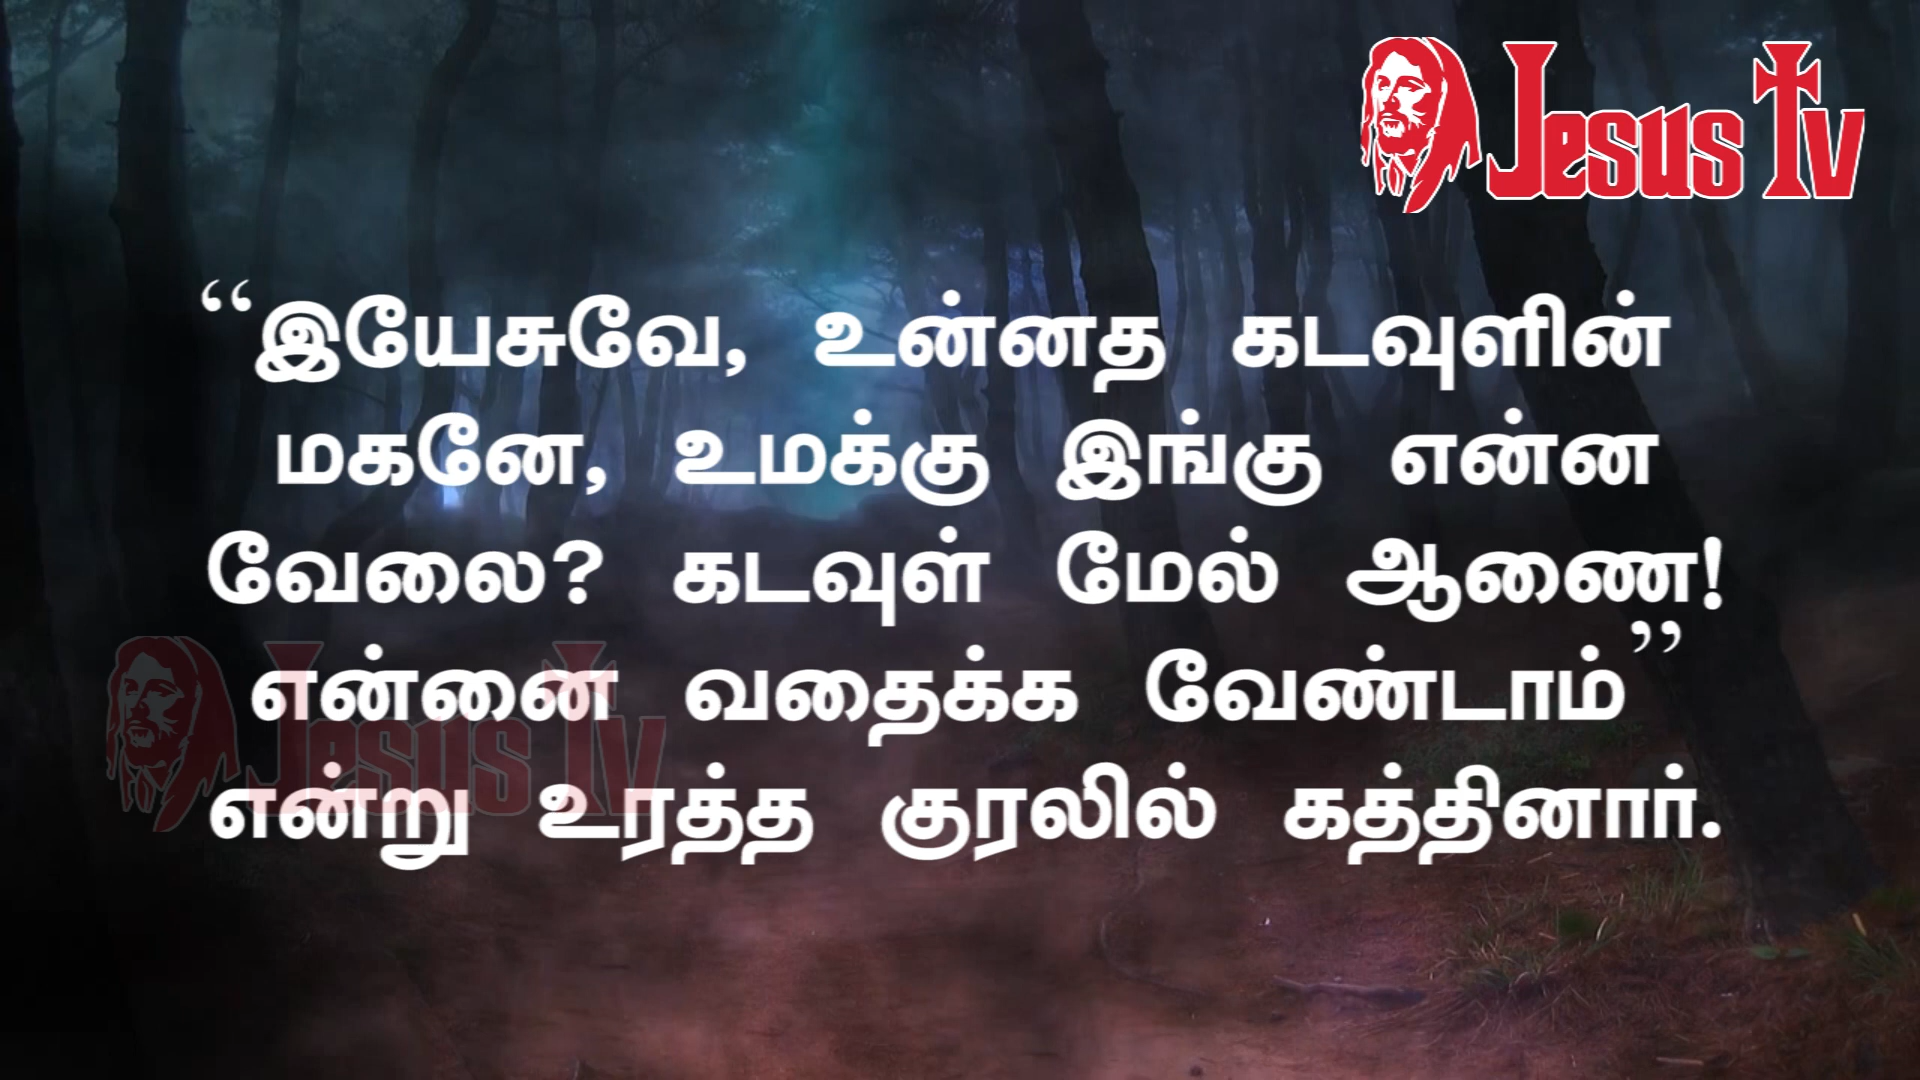 Jesus Tv
“இயேசுவே, உன்னத கடவுளின்
மகனே, உமக்கு இங்கு என்ன
வேலை? கடவுள் மேல் ஆணை!
என்னை வதைக்க வேண்டாம்”
என்று உரத்த குரலில் கத்தினார்.
Jesus Tv